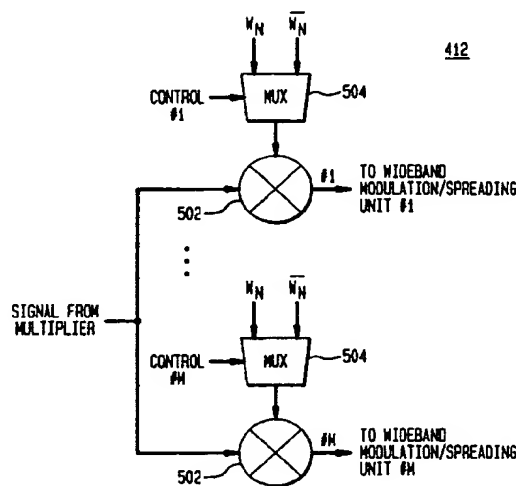 W_N W̅_N
412
MUX
504
CONTROL
#1
#1
TO WIDEBAND
MODULATION/SPREADING
UNIT #1
502
W_N W̅_N
SIGNAL FROM
MULTIPLIER
MUX
504
CONTROL
#M
#M
TO WIDEBAND
MODULATION/SPREADING
UNIT #M
502